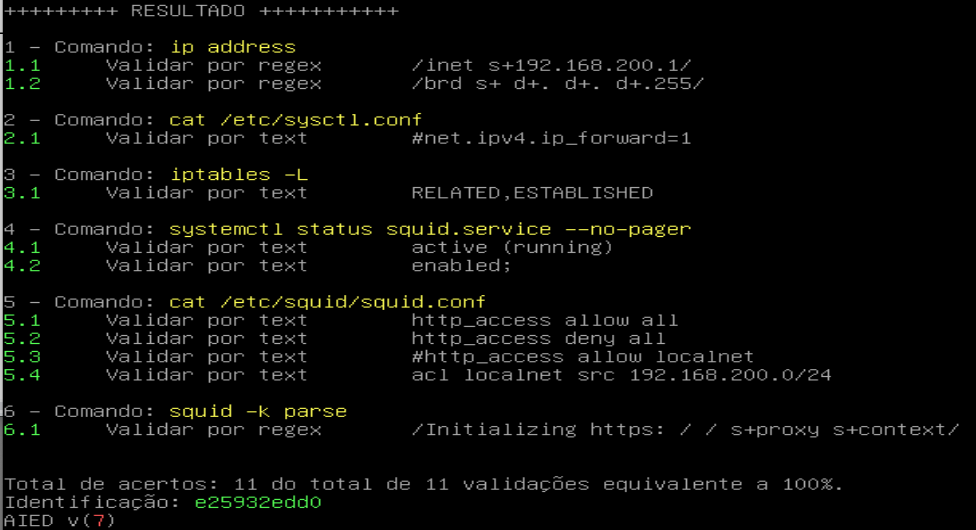 +++++++++ RESULTADO +++++++++++
1 - Comando: ip address
1.1 Validar por regex /inet s+192.168.200.1/
1.2 Validar por regex /brd s+ d+. d+. d+.255/
2 - Comando: cat /etc/sysctl.conf
2.1 Validar por text #net.ipv4.ip_forward=1
3 - Comando: iptables -L
3.1 Validar por text RELATED,ESTABLISHED
4 - Comando: systemctl status squid.service --no-pager
4.1 Validar por text active (running)
4.2 Validar por text enabled;
5 - Comando: cat /etc/squid/squid.conf
5.1 Validar por text http_access allow all
5.2 Validar por text http_access deny all
5.3 Validar por text #http_access allow localnet
5.4 Validar por text acl localnet src 192.168.200.0/24
6 - Comando: squid -k parse
6.1 Validar por regex /Initializing https: / / s+proxy s+context/
Total de acertos: 11 do total de 11 validações equivalente a 100%.
Identificação: e25932edd0
AIED v(7)